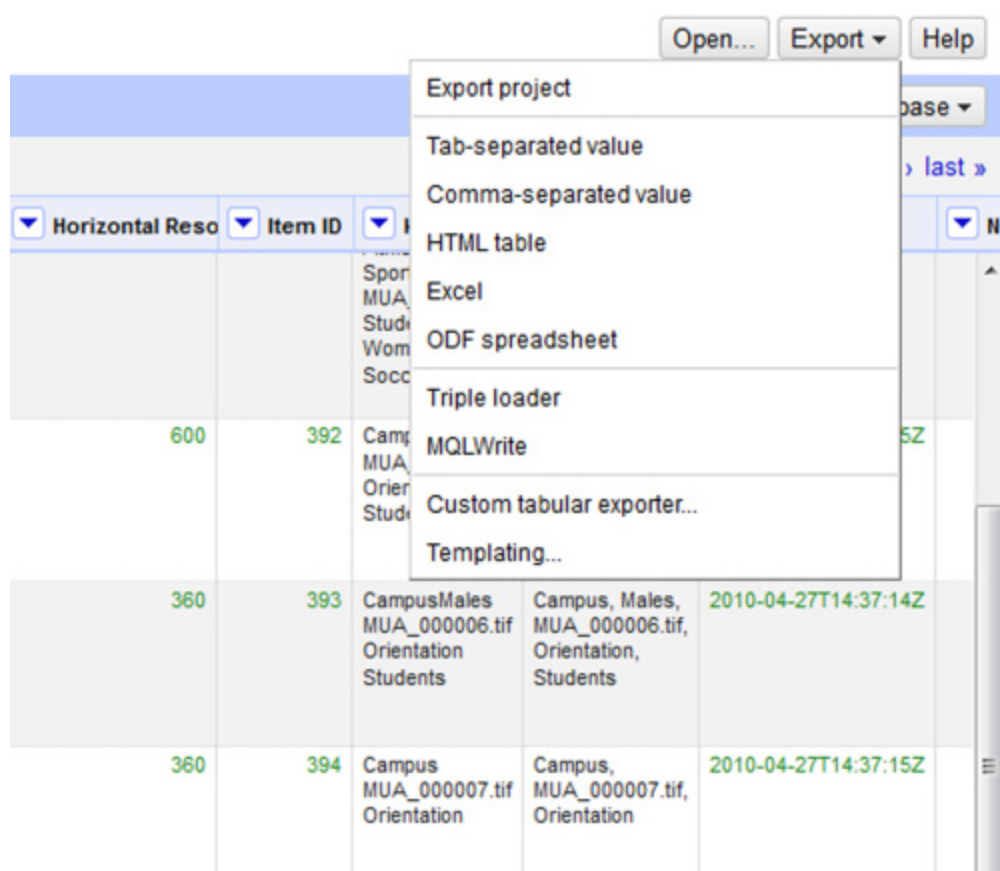 Open... Export Help
Export project
Tab-separated value
last »
Comma-separated value
Horizontal Reso Item ID
HTML table
Excel
ODF spreadsheet
Triple loader
MQLWrite
600 392
Custom tabular exporter...
Templating...
360 393 CampusMales Campus, Males, 2010-04-27T14:37:14Z
MUA_000006.tif MUA_000006.tif,
Orientation Orientation,
Students Students
360 394 Campus Campus, 2010-04-27T14:37:15Z
MUA_000007.tif MUA_000007.tif,
Orientation Orientation